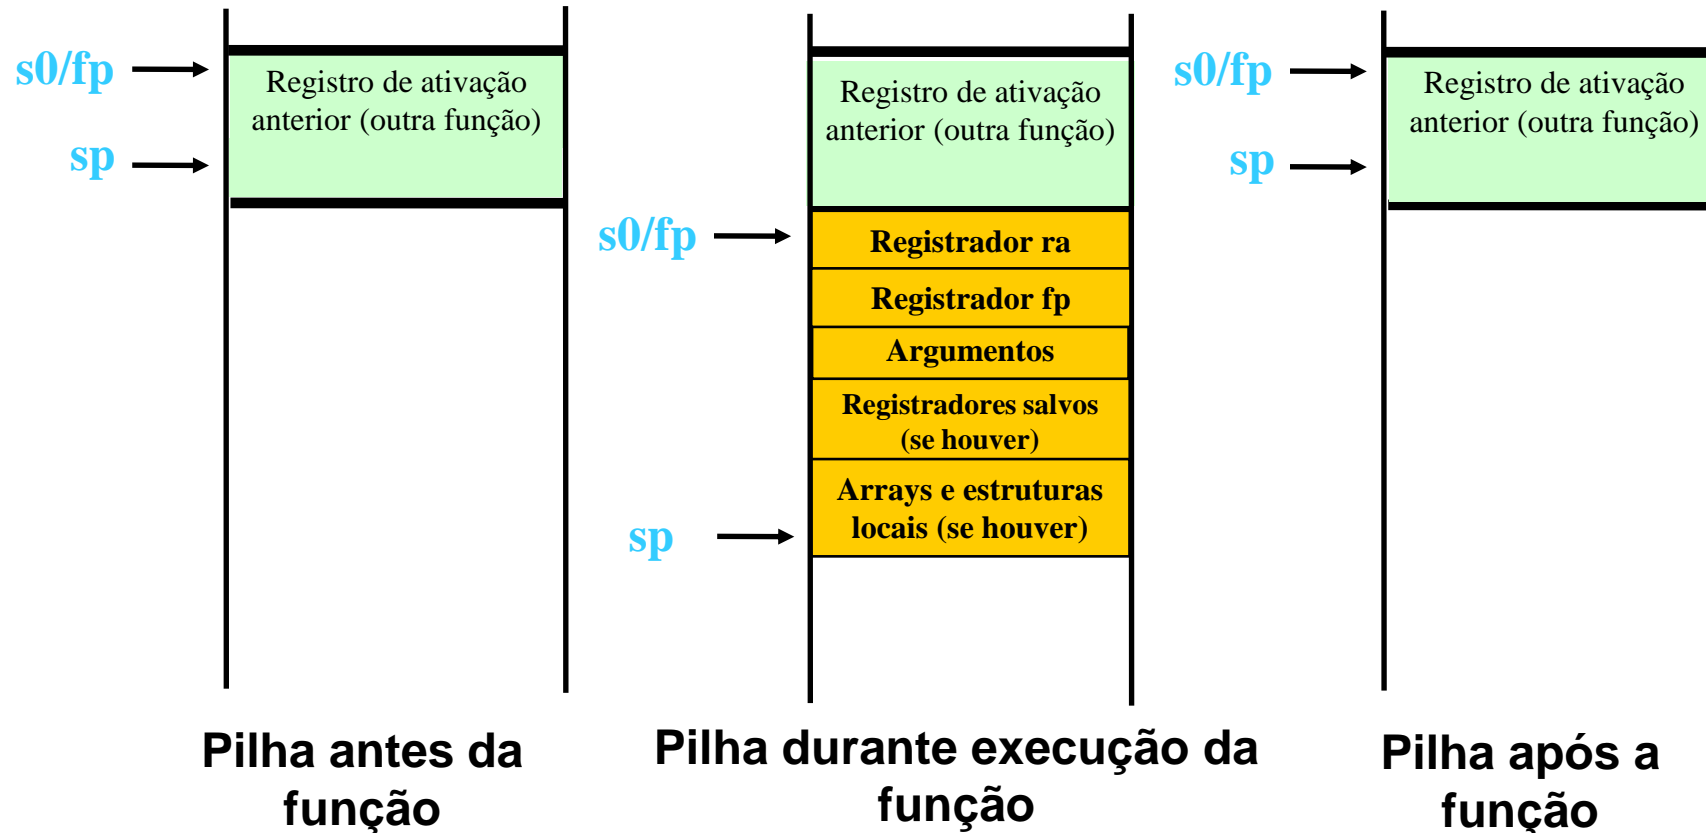 s0/fp
Registro de ativação
anterior (outra função)
sp
Pilha antes da
função
Registro de ativação
anterior (outra função)
s0/fp
Registrador ra
Registrador fp
Argumentos
Registradores salvos
(se houver)
Arrays e estruturas
locais (se houver)
sp
Pilha durante execução da
função
s0/fp
Registro de ativação
anterior (outra função)
sp
Pilha após a
função